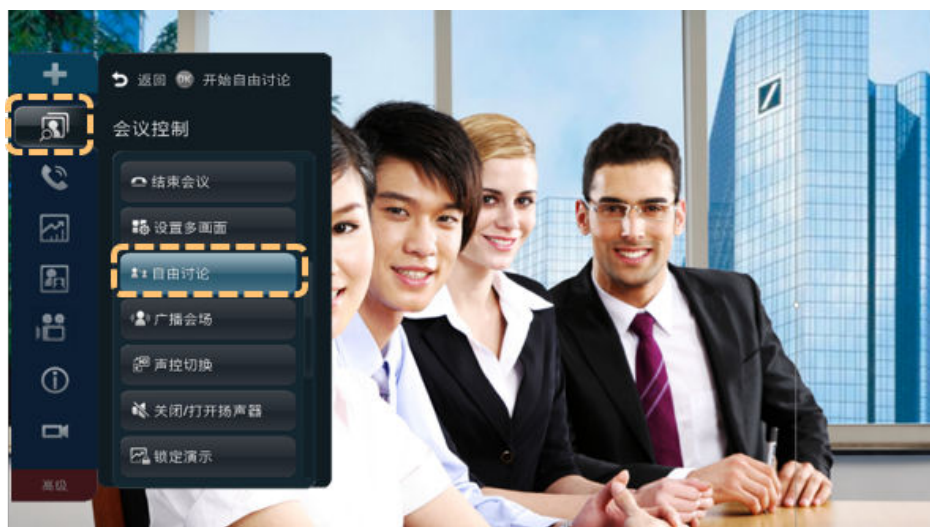 返回 OK 开始自由讨论
会议控制
结束会议
设置多画面
自由讨论
广播会场
声控切换
关闭/打开扬声器
锁定演示
高级